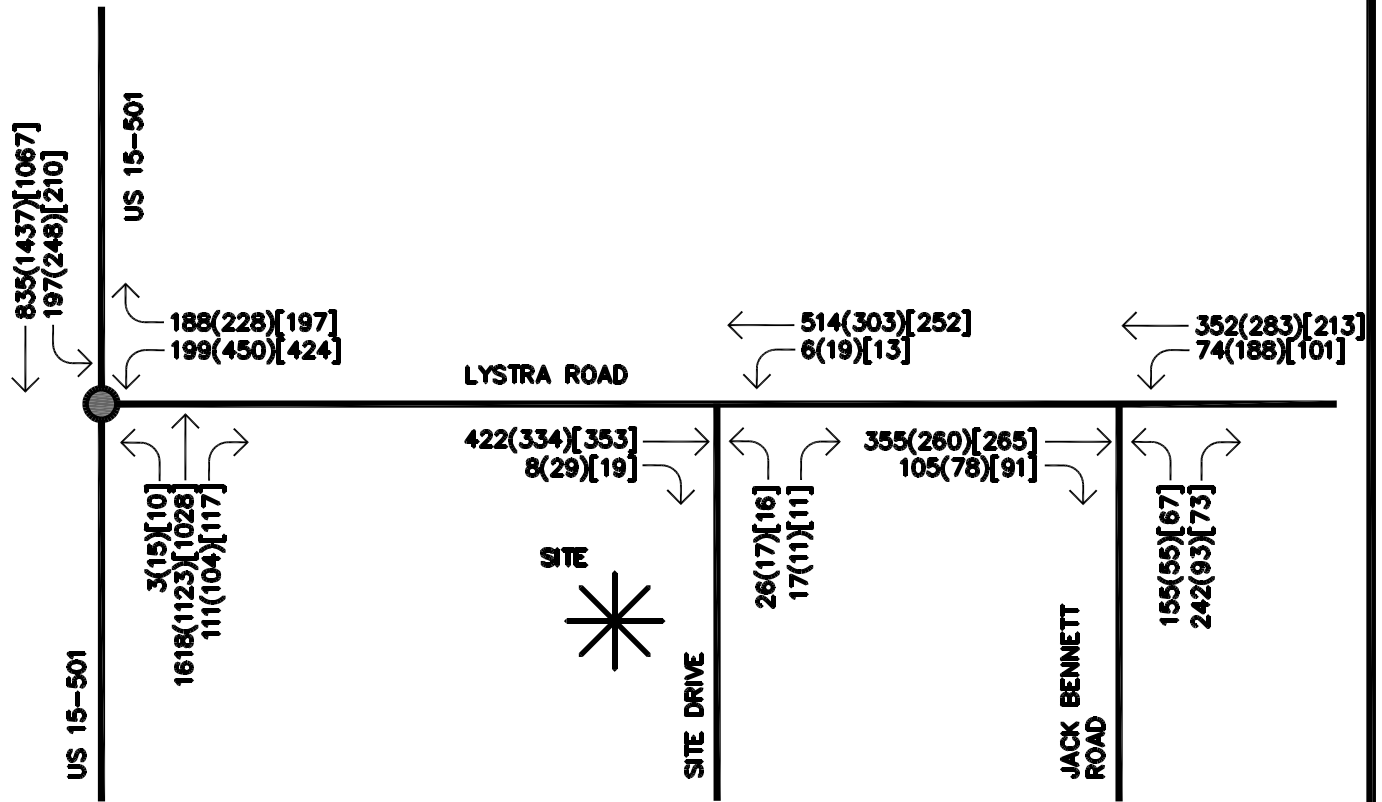 835(1437)[1067]
197(248)[210]
US 15-501
188(228)[197]
199(450)[424]
514(303)[252]
6(19)[13]
352(283)[213]
74(188)[101]
LYSTRA ROAD
422(334)[353]
8(29)[19]
355(260)[265]
105(78)[91]
3(15)[10]
1618(1123)[1028]
111(104)[117]
26(17)[16]
17(11)[11]
155(55)[67]
242(93)[73]
SITE
US 15-501
SITE DRIVE
JACK BENNETT
ROAD